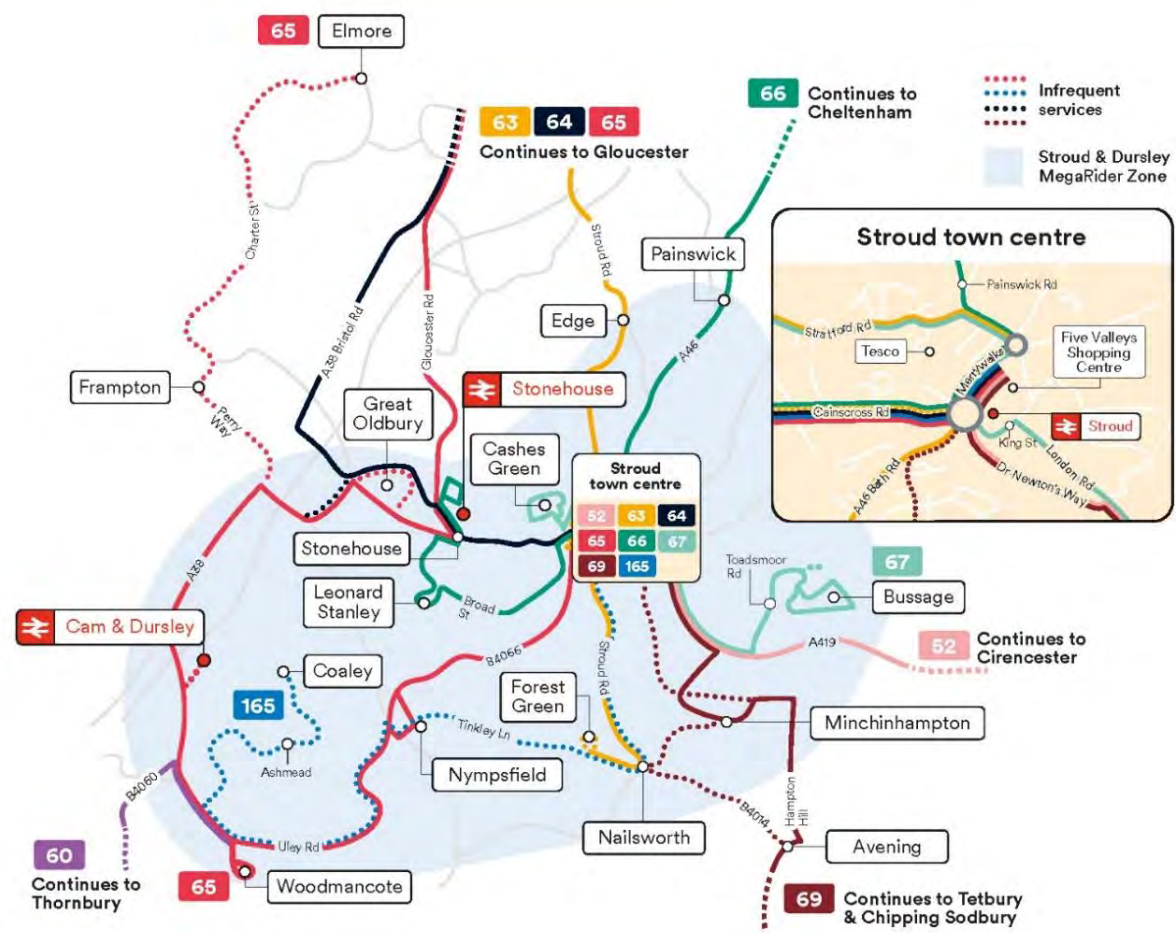 65
Elmore
63 64 65
Continues to Gloucester
66
Continues to
Cheltenham
Infrequent
services
Stroud & Dursley
MegaRider Zone
Charter St
A38 Bristol Rd
Gloucester Rd
Stroud Rd
Painswick
Edge
A46
Frampton
Perry
Way
Great
Oldbury
Stonehouse
Cashes
Green
Stroud town centre
Painswick Rd
Stratford Rd
Tesco
Merrywalks
Five Valleys
Shopping
Centre
Cainscross Rd
Stroud
King St
London Rd
A46 Bath Rd
Dr Newton's Way
Stroud
town centre
52 63 64
65 66 67
69 165
Stonehouse
A38
Leonard
Stanley
Broad
St
Toadsmoor
Rd
67
Bussage
Cam & Dursley
B4066
Stroud Rd
A419
52
Continues to
Cirencester
Coaley
165
Ashmead
Forest
Green
Tinkley Ln
Nympsfield
Minchinhampton
B4060
Uley Rd
Nailsworth
B4014
Hampton
Hill
Avening
60
Continues to
Thornbury
65
Woodmancote
69
Continues to Tetbury
& Chipping Sodbury